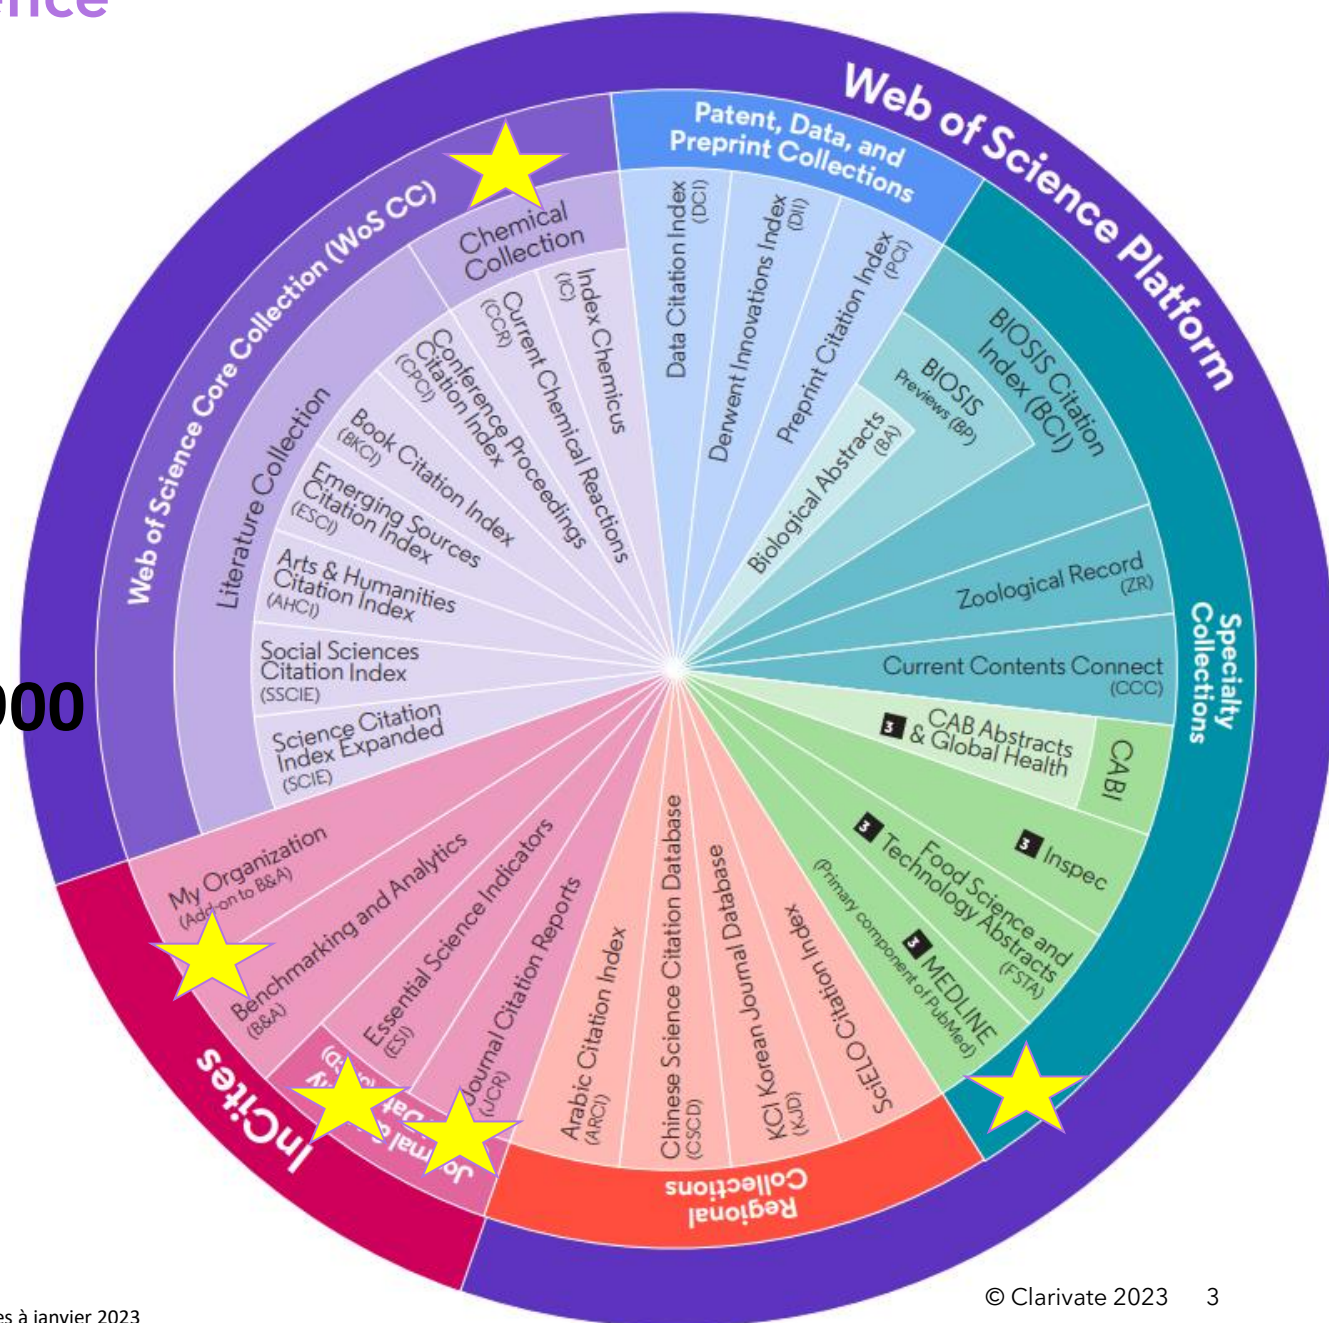 ence
Web of Science Platform
Patent, Data, and
Preprint Collections
Data Citation Index
(DCI)
Derwent Innovations Index
(DII)
Preprint Citation Index
(PCI)
BIOSIS Citation
Index (BCI)
BIOSIS
Previews (BP)
Biological Abstracts
(BA)
Zoological Record
(ZR)
Current Contents Connect
(CCC)
Specialty
Collections
CABI
3 CAB Abstracts
& Global Health
3 Inspec
3 Food Science and
Technology Abstracts
(FSTA)
3 MEDLINE
(Primary component of PubMed)
Regional
Collections
SciELO Citation Index
KCI Korean Journal Database
(KJD)
Chinese Science Citation Database
(CSCD)
Arabic Citation Index
(ARCI)
InCites
Journal
Journal Citation Reports
(JCR)
Essential Science Indicators
(ESI)
Benchmarking and Analytics
(B&A)
My Organization
(Add-on to B&A)
Web of Science Core Collection (WoS CC)
Literature Collection
Science Citation
Index Expanded
(SCIE)
Social Sciences
Citation Index
(SSCIE)
Arts & Humanities
Citation Index
(AHCI)
Emerging Sources
Citation Index
(ESCI)
Book Citation Index
(BKCI)
Conference Proceedings
Citation Index
(CPCI)
Chemical
Collection
Current Chemical Reactions
(CCR)
Index Chemicus
(IC)
000
es à janvier 2023
© Clarivate 2023 3